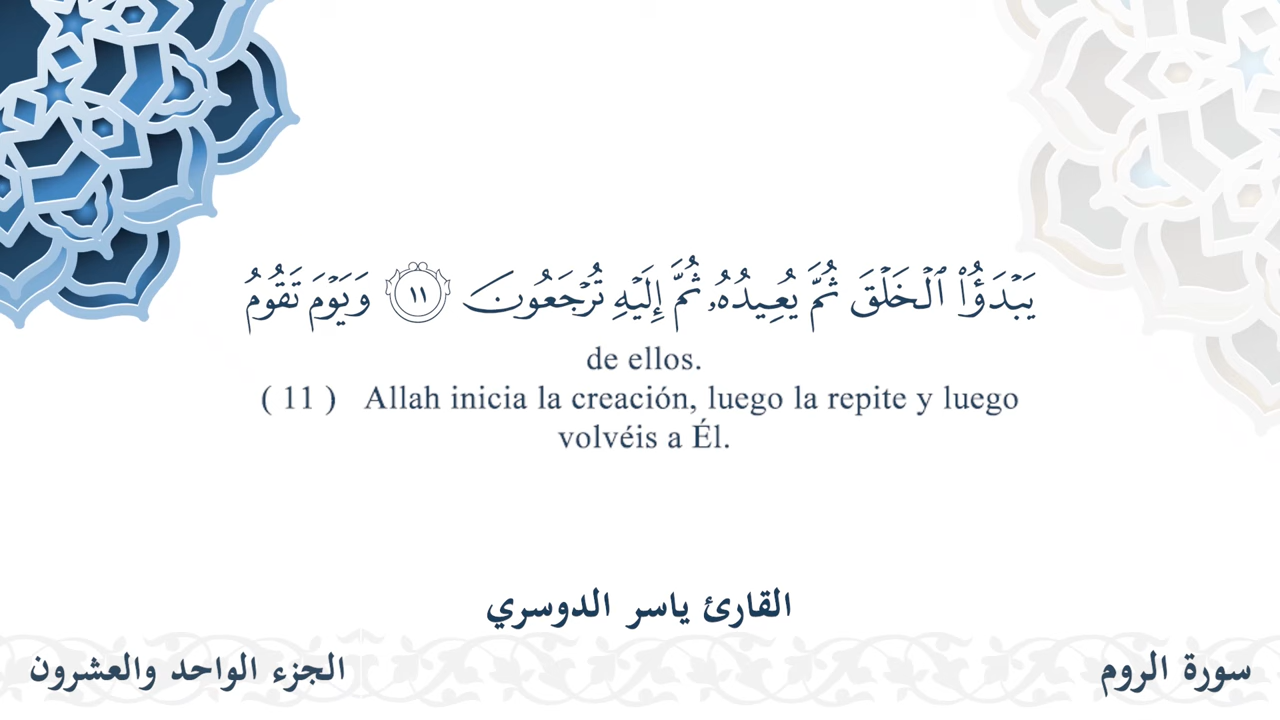 يَبْدَؤُا۟ ٱلْخَلْقَ ثُمَّ يُعِيدُهُۥ ثُمَّ إِلَيْهِ تُرْجَعُونَ ١١ وَيَوْمَ تَقُومُ
de ellos.
( 11 ) Allah inicia la creación, luego la repite y luego
volvéis a Él.
القارئ ياسر الدوسري
سورة الروم
الجزء الواحد والعشرون